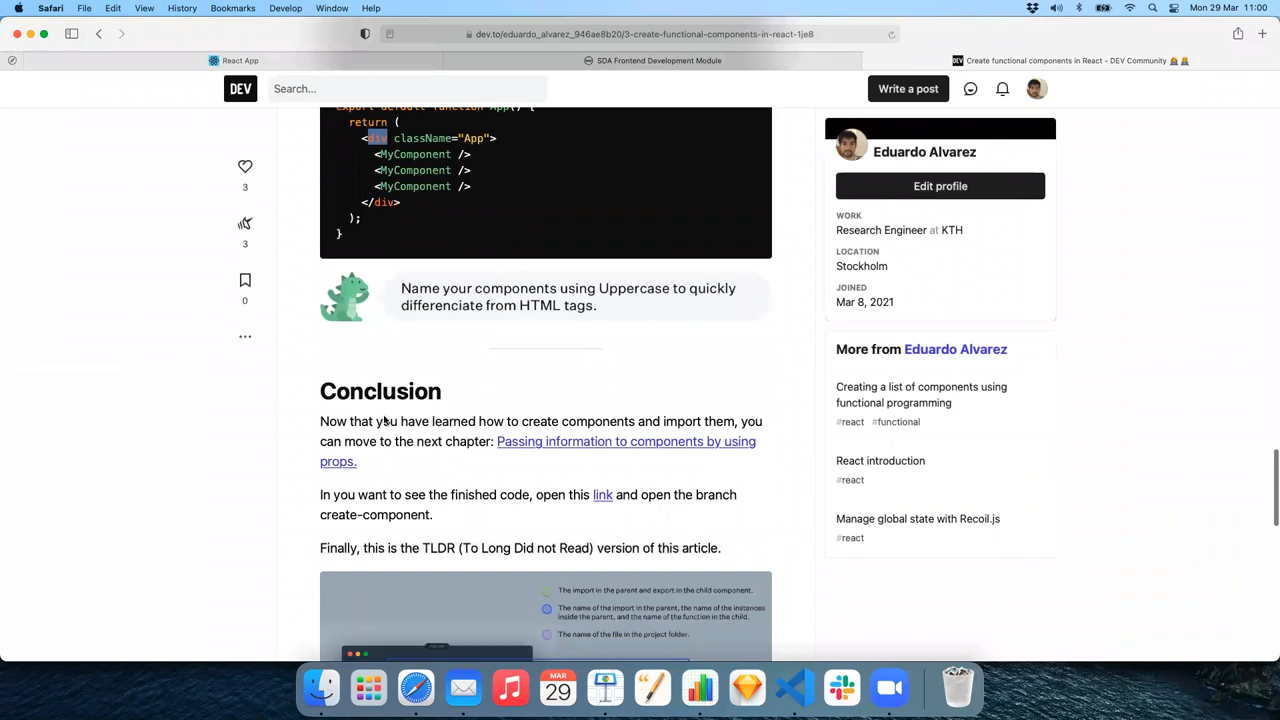 Safari File Edit View History Bookmarks Develop Window Help Mon 29 Mar 11:00
dev.to/eduardo_alvarez_946ae8b20/3-create-functional-components-in-react-1je8
React App
SDA Frontend Development Module
DEV Create functional components in React - DEV Community
DEV
Search...
Write a post
export default function App() {
return (
<div className="App">
<MyComponent />
<MyComponent />
<MyComponent />
</div>
);
}
3
3
0
Name your components using Uppercase to quickly
differenciate from HTML tags.
Conclusion
Now that you have learned how to create components and import them, you
can move to the next chapter: Passing information to components by using
props.
In you want to see the finished code, open this link and open the branch
create-component.
Finally, this is the TLDR (To Long Did not Read) version of this article.
The import in the parent and export in the child component.
The name of the import in the parent, the name of the instances
inside the parent, and the name of the function in the child.
The name of the file in the project folder.
Eduardo Alvarez
Edit profile
WORK
Research Engineer at KTH
LOCATION
Stockholm
JOINED
Mar 8, 2021
More from Eduardo Alvarez
Creating a list of components using
functional programming
#react #functional
React introduction
#react
Manage global state with Recoil.js
#react
MAR
29